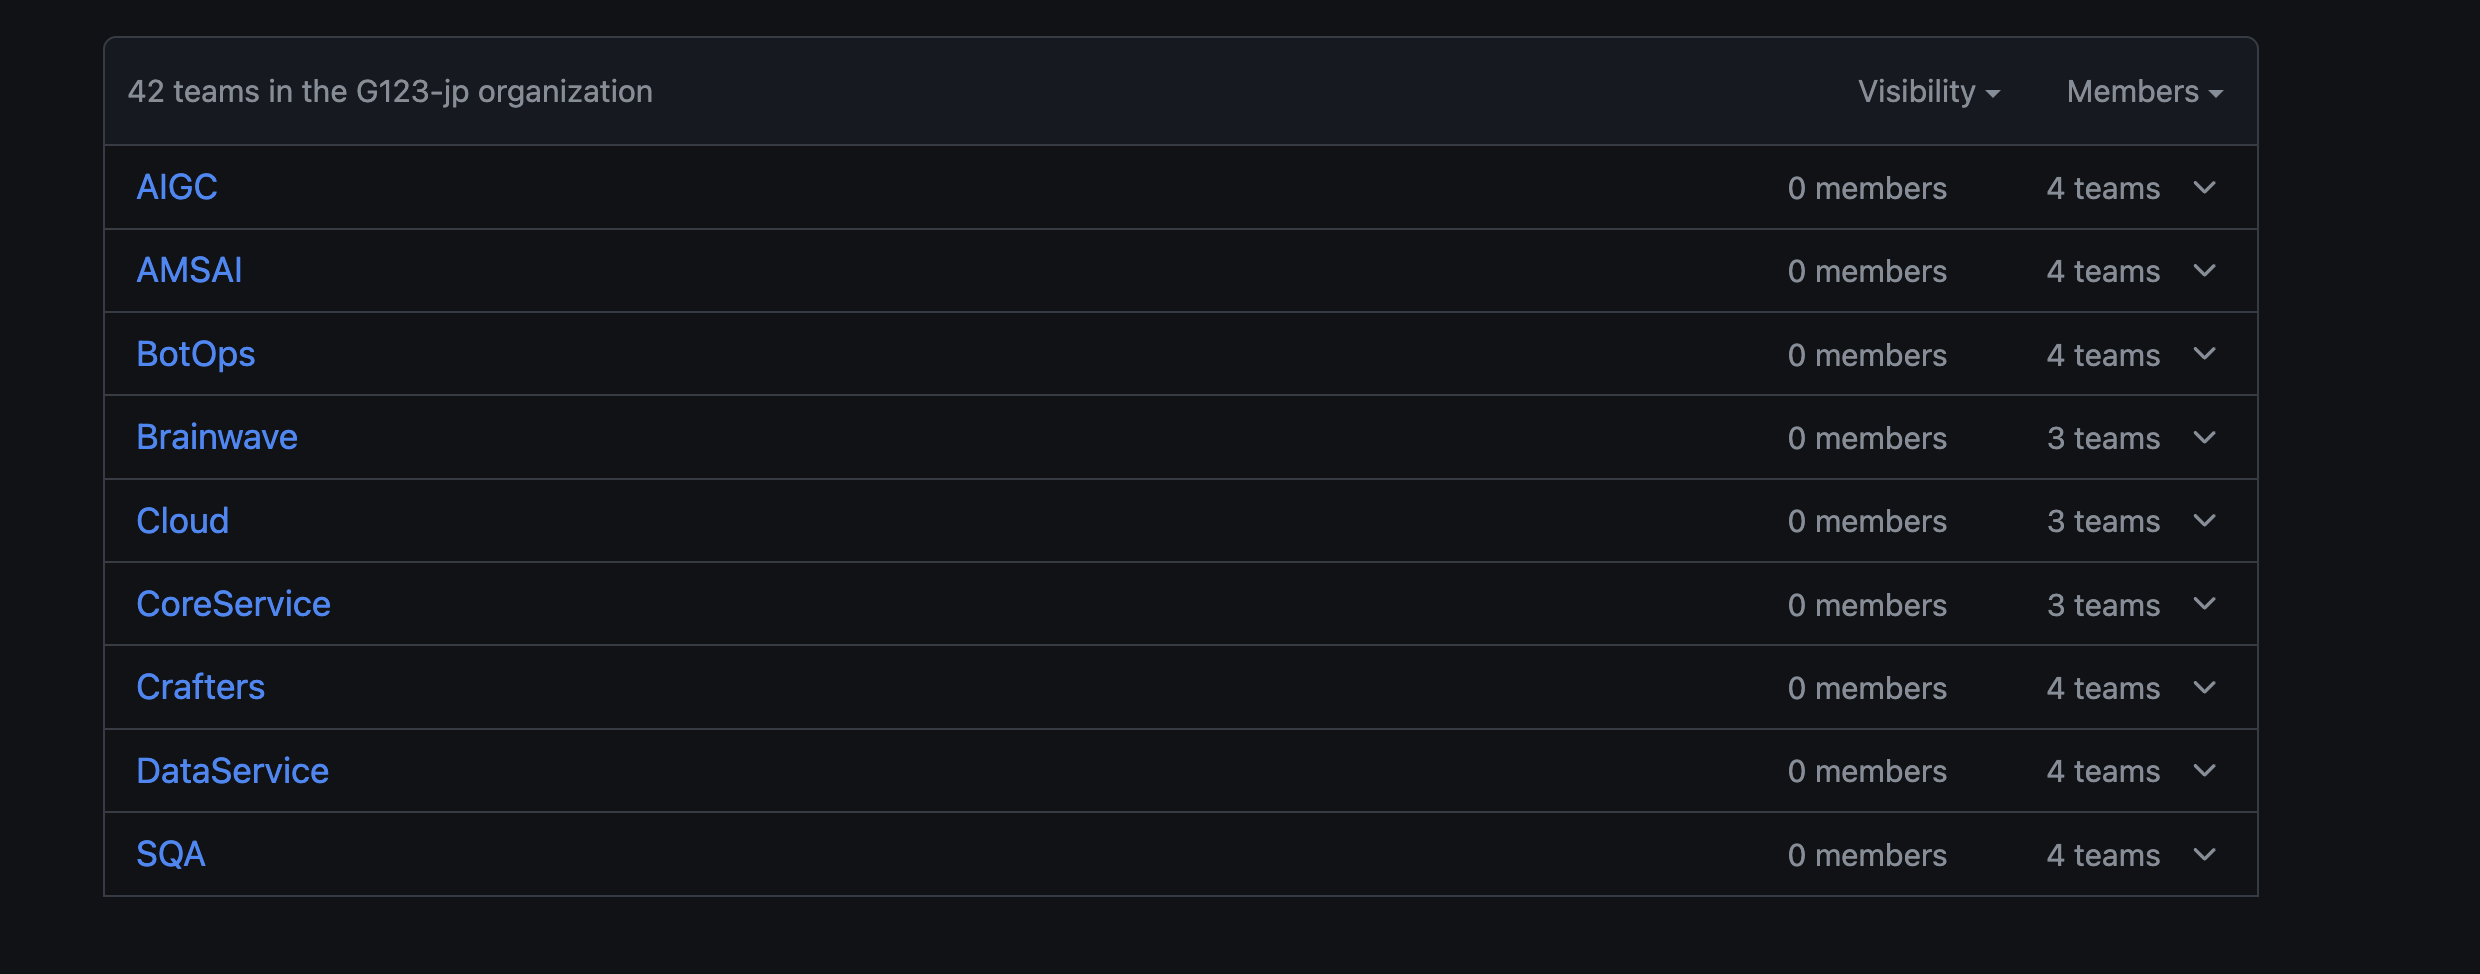 42 teams in the G123-jp organization Visibility Members
AIGC 0 members 4 teams
AMSAI 0 members 4 teams
BotOps 0 members 4 teams
Brainwave 0 members 3 teams
Cloud 0 members 3 teams
CoreService 0 members 3 teams
Crafters 0 members 4 teams
DataService 0 members 4 teams
SQA 0 members 4 teams